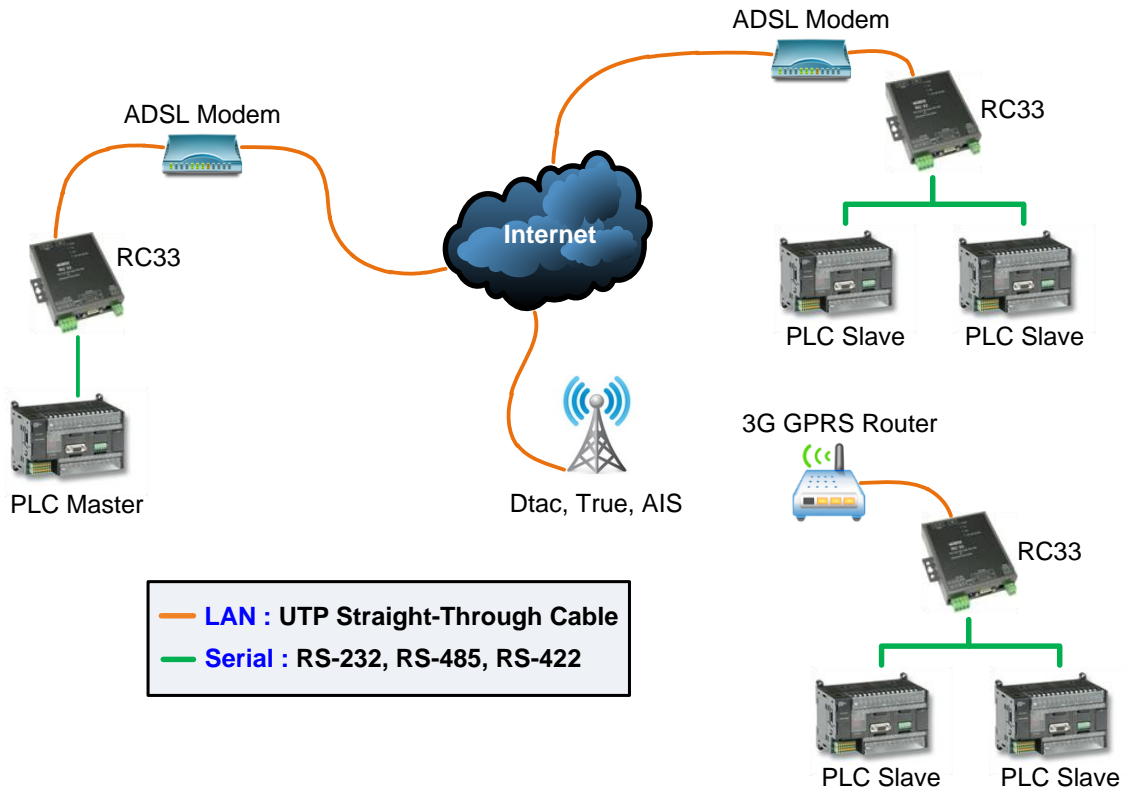 ADSL Modem
ADSL Modem
RC33
RC33
Internet
PLC Slave
PLC Slave
PLC Master
Dtac, True, AIS
3G GPRS Router
RC33
LAN : UTP Straight-Through Cable
Serial : RS-232, RS-485, RS-422
PLC Slave
PLC Slave